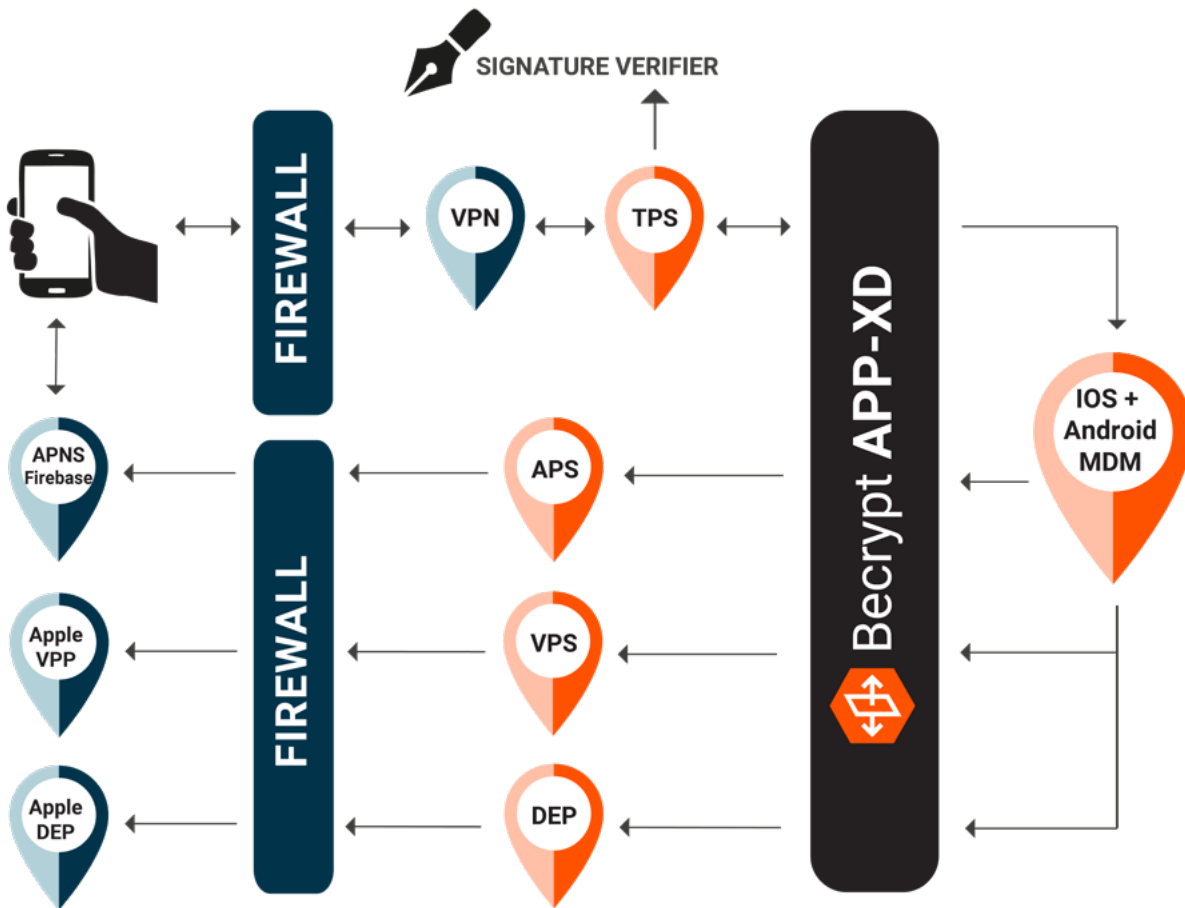 SIGNATURE VERIFIER
FIREWALL
VPN
TPS
Becrypt APP-XD
IOS +
Android
MDM
APNS
Firebase
FIREWALL
APS
Apple
VPP
VPS
Apple
DEP
DEP